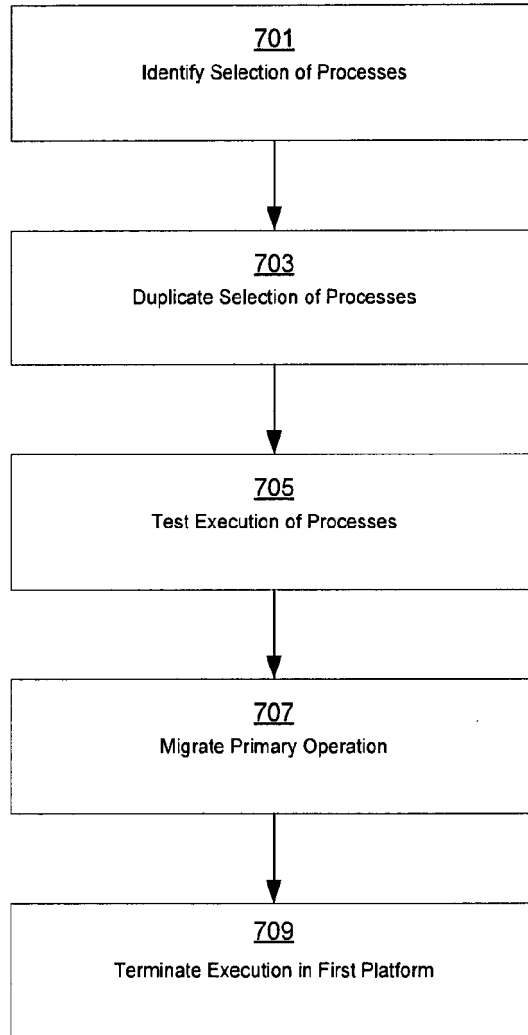 701
Identify Selection of Processes
703
Duplicate Selection of Processes
705
Test Execution of Processes
707
Migrate Primary Operation
709
Terminate Execution in First Platform